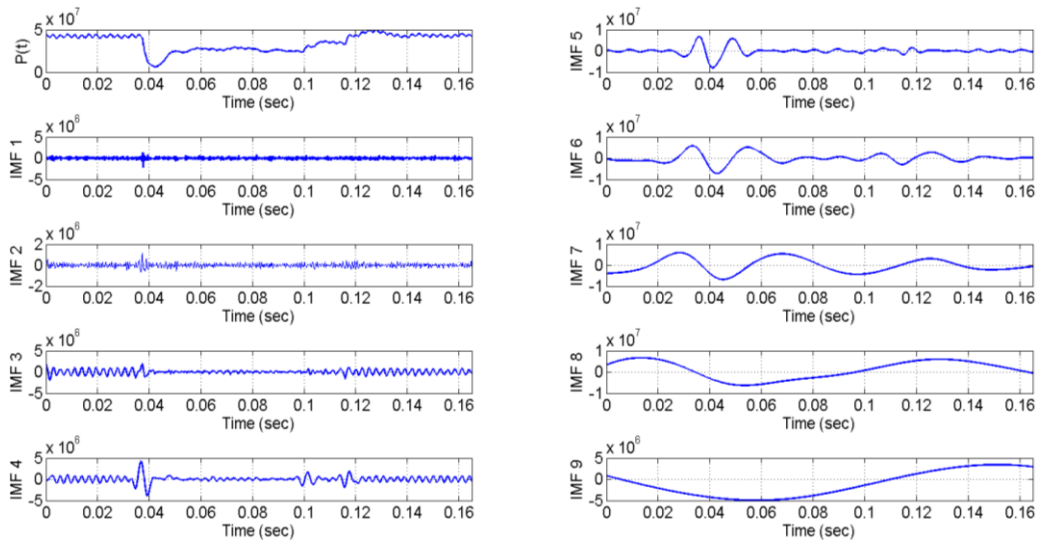 x 10^7
P(t)
5
0
0 0.02 0.04 0.06 0.08 0.1 0.12 0.14 0.16
Time (sec)
x 10^6
IMF 1
5
0
-5
0 0.02 0.04 0.06 0.08 0.1 0.12 0.14 0.16
Time (sec)
x 10^6
IMF 2
2
0
-2
0 0.02 0.04 0.06 0.08 0.1 0.12 0.14 0.16
Time (sec)
x 10^6
IMF 3
5
0
-5
0 0.02 0.04 0.06 0.08 0.1 0.12 0.14 0.16
Time (sec)
x 10^6
IMF 4
5
0
-5
0 0.02 0.04 0.06 0.08 0.1 0.12 0.14 0.16
Time (sec)
x 10^7
IMF 5
1
0
-1
0 0.02 0.04 0.06 0.08 0.1 0.12 0.14 0.16
Time (sec)
x 10^7
IMF 6
1
0
-1
0 0.02 0.04 0.06 0.08 0.1 0.12 0.14 0.16
Time (sec)
x 10^7
IMF 7
1
0
-1
0 0.02 0.04 0.06 0.08 0.1 0.12 0.14 0.16
Time (sec)
x 10^7
IMF 8
1
0
-1
0 0.02 0.04 0.06 0.08 0.1 0.12 0.14 0.16
Time (sec)
x 10^6
IMF 9
5
0
-5
0 0.02 0.04 0.06 0.08 0.1 0.12 0.14 0.16
Time (sec)